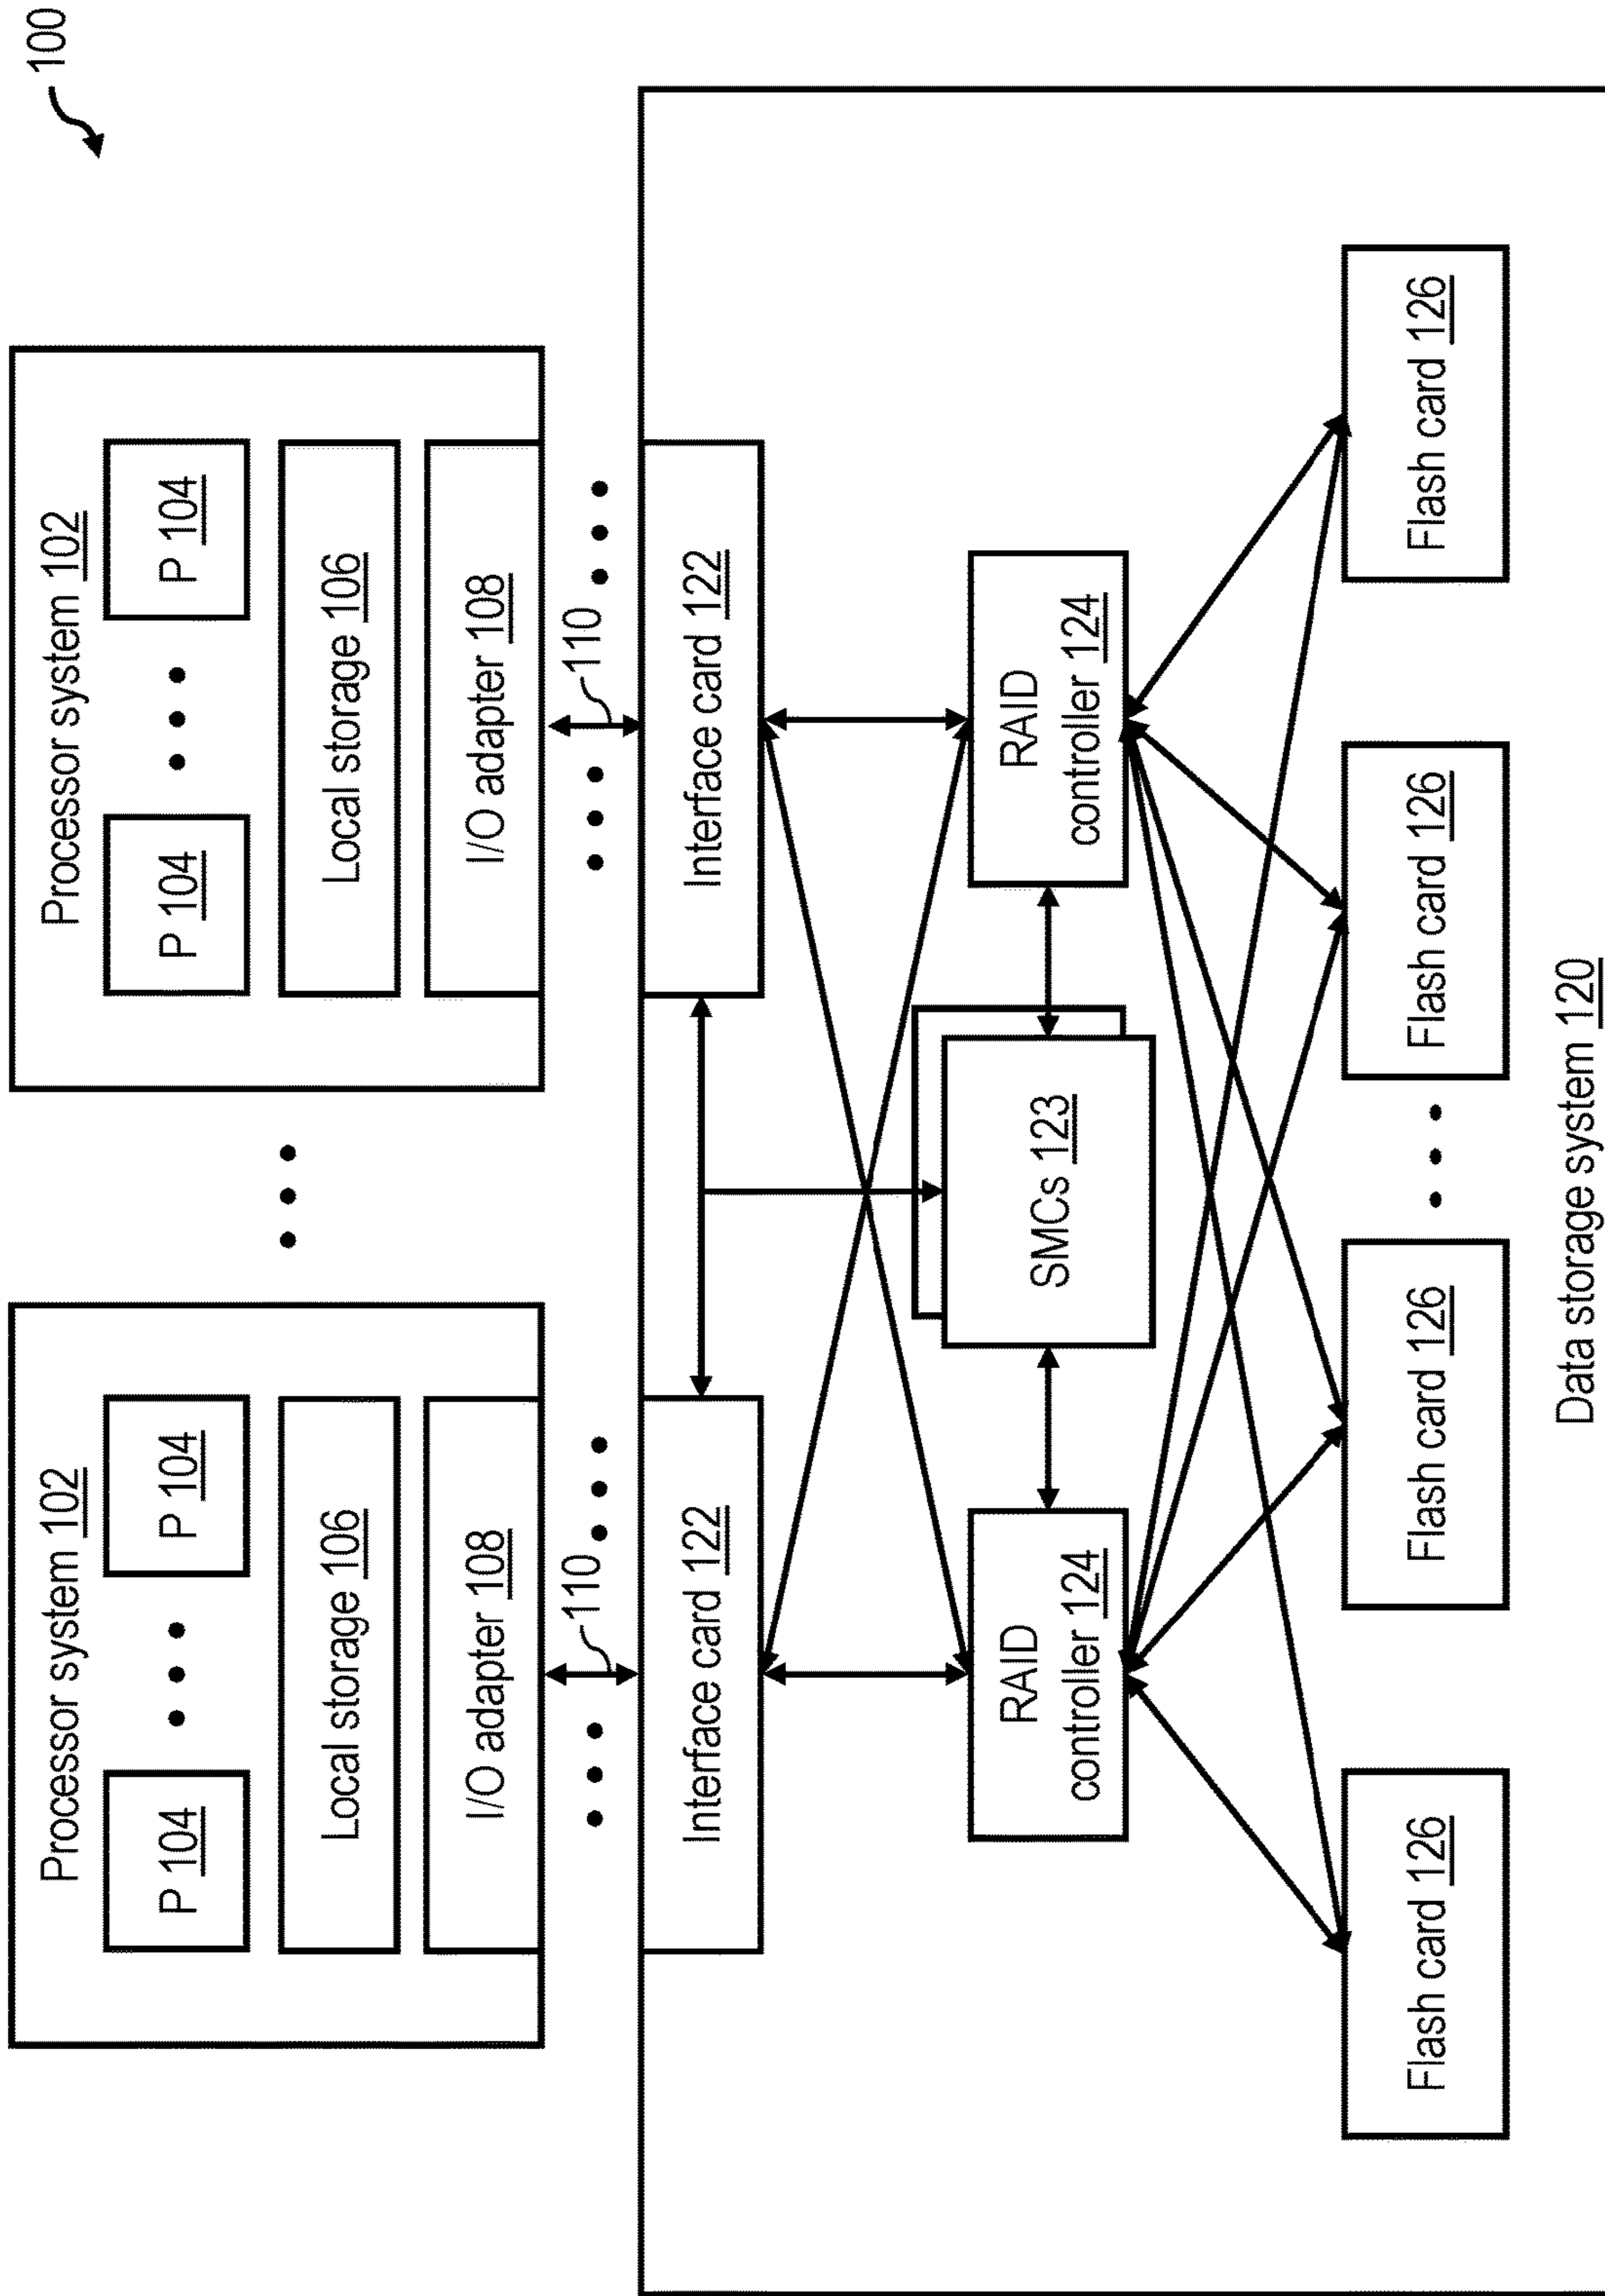 100
Processor system 102
Processor system 102
P 104
P 104
P 104
P 104
Local storage 106
Local storage 106
I/O adapter 108
I/O adapter 108
110
110
Interface card 122
Interface card 122
RAID
controller 124
SMCs 123
RAID
controller 124
Flash card 126
Flash card 126
Flash card 126
Flash card 126
Data storage system 120